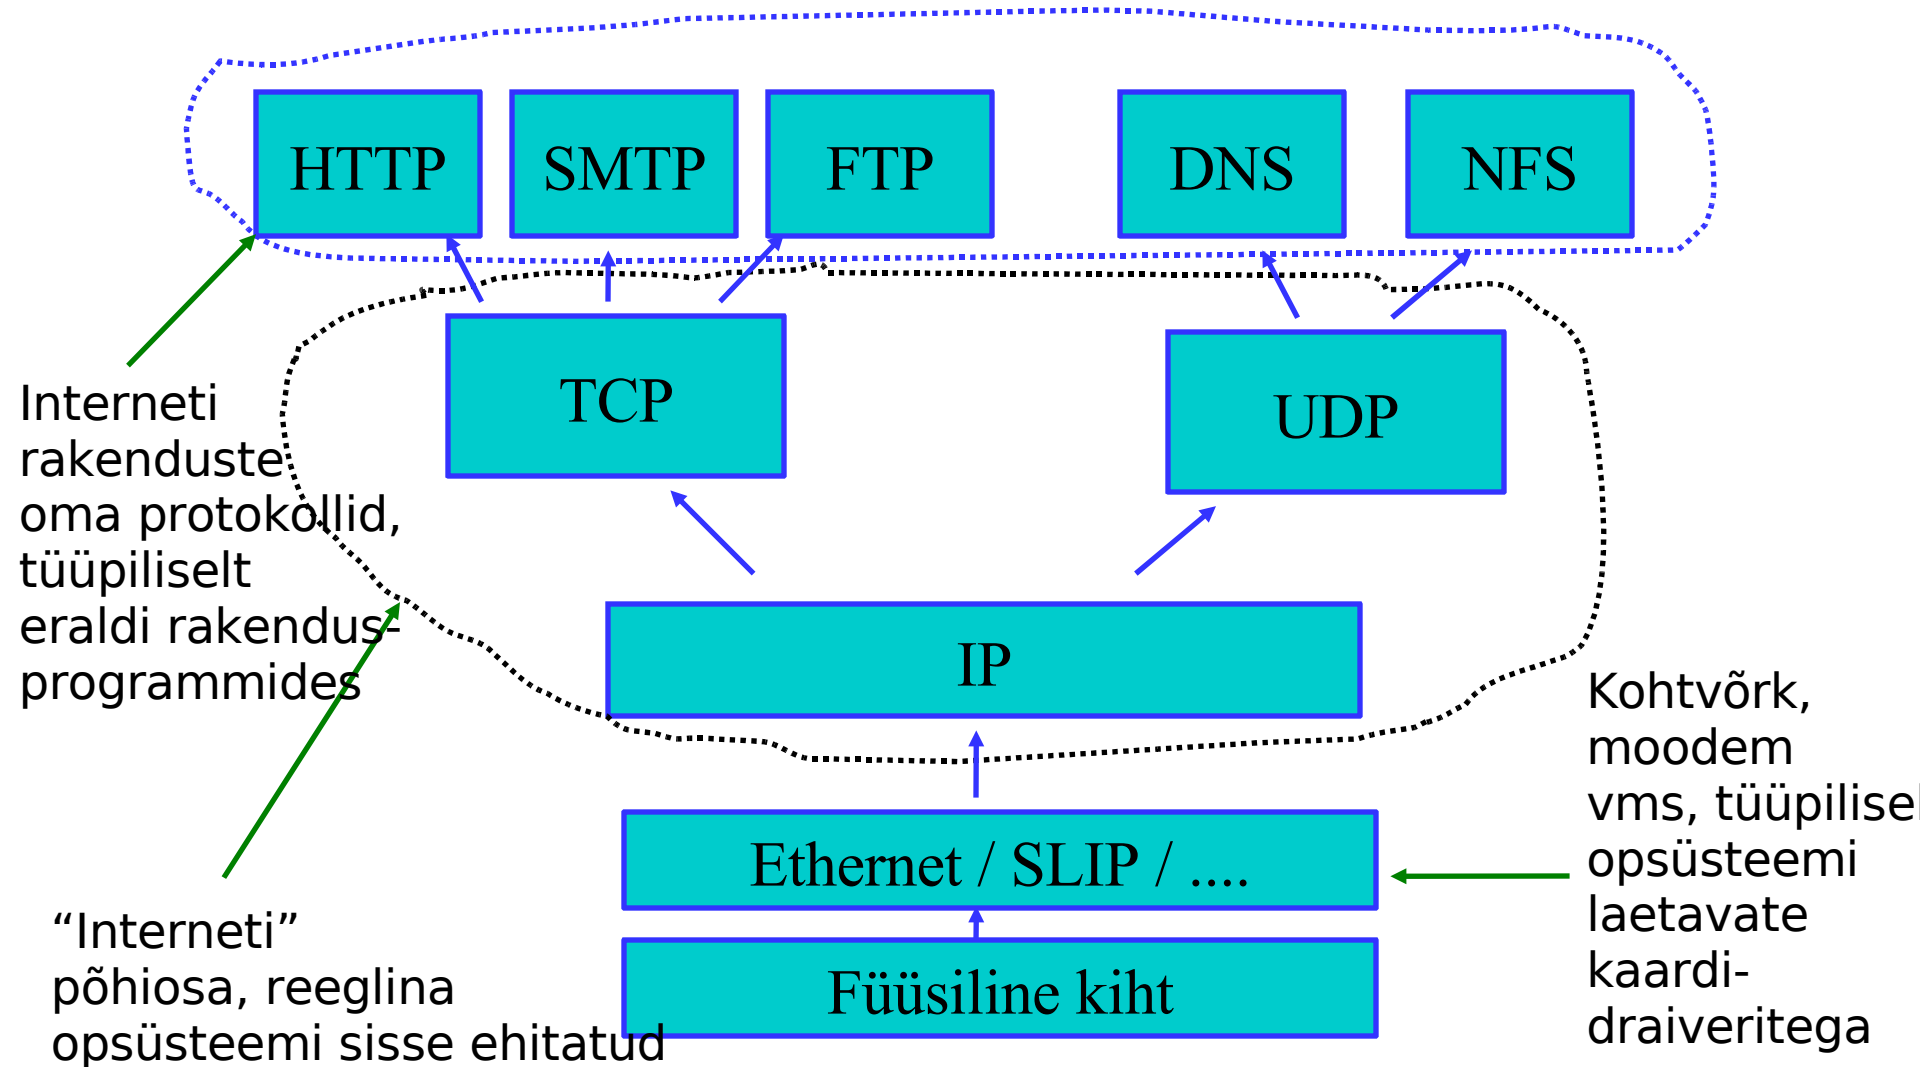 HTTP
SMTP
FTP
DNS
NFS
TCP
UDP
Interneti
rakenduste
oma protokollid,
tüüpiliselt
eraldi rakendus-
programmides
IP
Kohtvõrk,
moodem
vms, tüüpilisel
opsüsteemi
laetavate
kaardi-
draiveritega
Ethernet / SLIP / ....
Füüsiline kiht
“Interneti”
põhiosa, reeglina
opsüsteemi sisse ehitatud